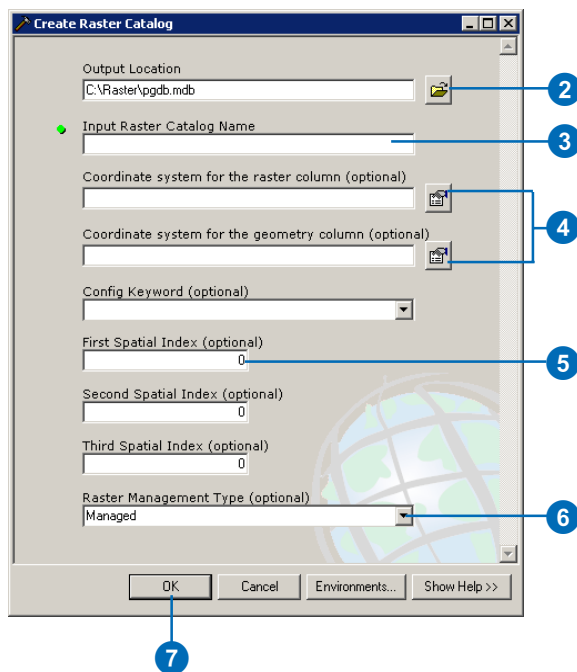 Create Raster Catalog
Output Location
C:\Raster\pgdb.mdb
2
Input Raster Catalog Name
3
Coordinate system for the raster column (optional)
4
Coordinate system for the geometry column (optional)
Config Keyword (optional)
First Spatial Index (optional)
0
5
Second Spatial Index (optional)
0
Third Spatial Index (optional)
0
Raster Management Type (optional)
Managed
6
OK
Cancel
Environments...
Show Help >>
7